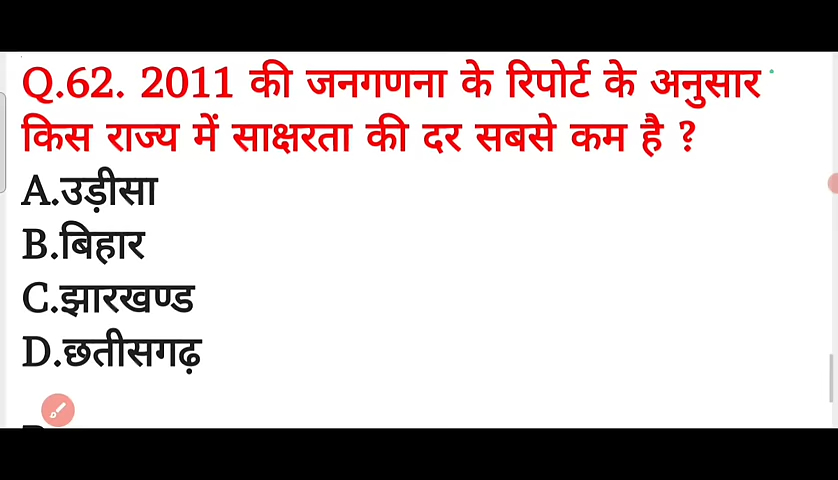 Q.62. 2011 की जनगणना के रिपोर्ट के अनुसार
किस राज्य में साक्षरता की दर सबसे कम है ?
A.उड़ीसा
B.बिहार
C.झारखण्ड
D.छतीसगढ़